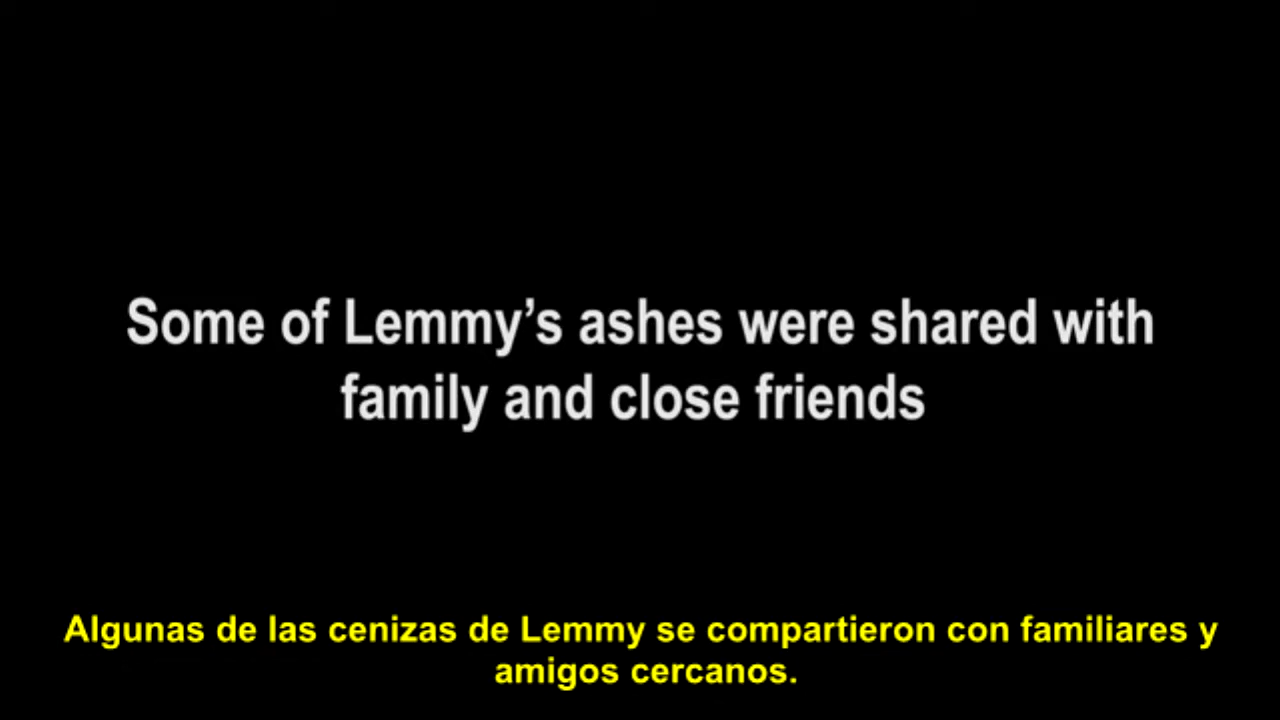 Some of Lemmy’s ashes were shared with
family and close friends
Algunas de las cenizas de Lemmy se compartieron con familiares y
amigos cercanos.